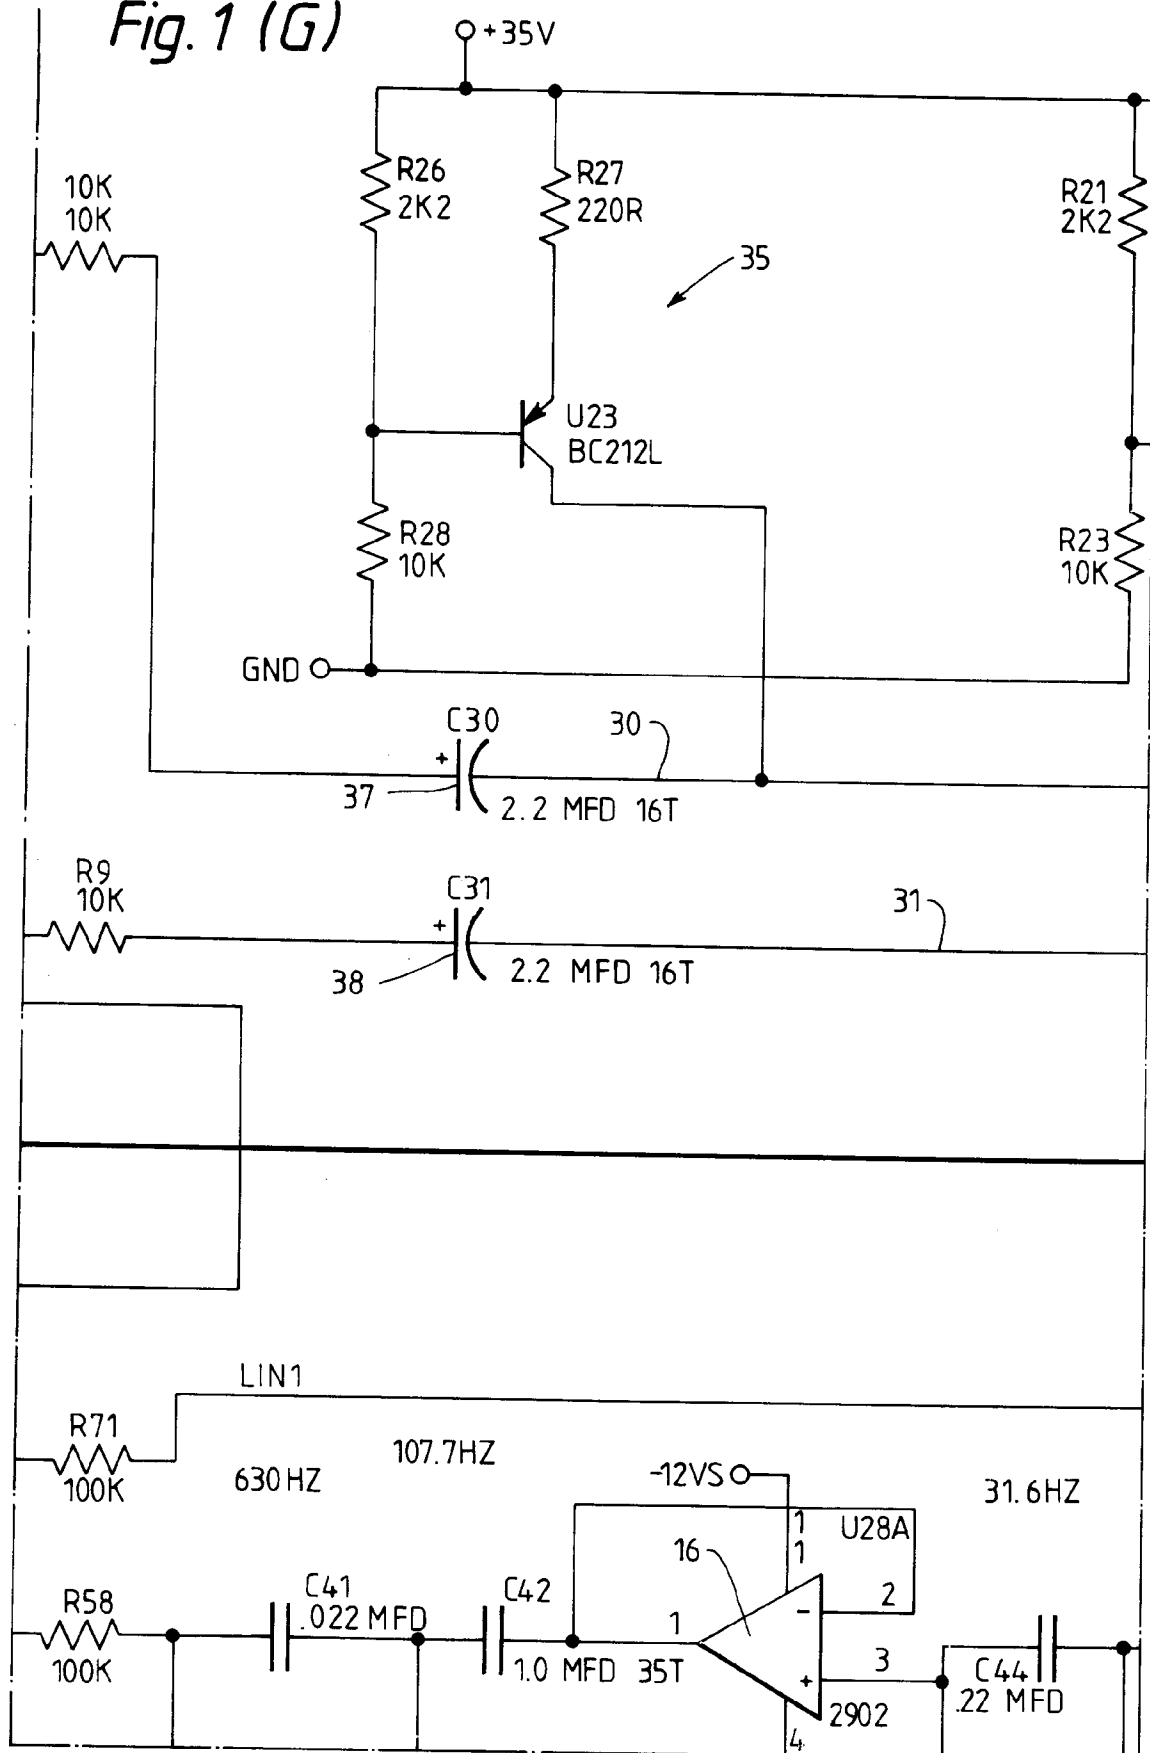 Fig. 1 (G)
+35V
R26
2K2
R27
220R
R21
2K2
10K
10K
35
U23
BC212L
R28
10K
R23
10K
GND
C30
30
+
37
2.2 MFD 16T
R9
10K
C31
31
+
38
2.2 MFD 16T
LIN1
R71
100K
630HZ
107.7HZ
-12VS
31.6HZ
1
1
U28A
16
R58
100K
C41
.022 MFD
C42
1.0 MFD 35T
1
2
-
3
+
2902
4
C44
.22 MFD